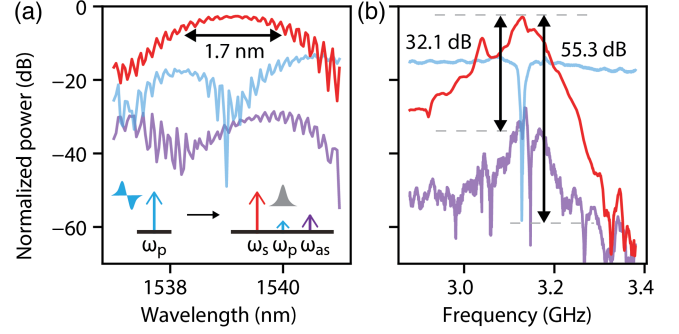 (a)
(b)
Normalized power (dB)
0
−20
−40
−60
1.7 nm
ωp
ωs ωp ωas
1538
1540
Wavelength (nm)
32.1 dB
55.3 dB
3.0
3.2
3.4
Frequency (GHz)